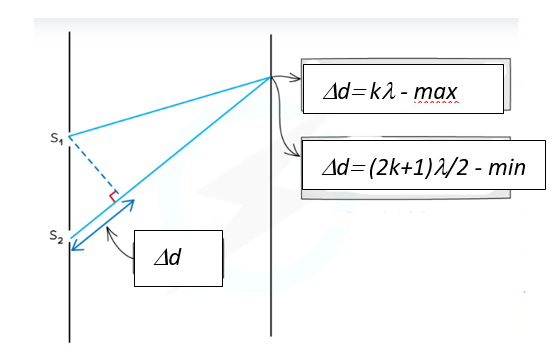 Δd=kλ - max
S₁
Δd=(2k+1)λ/2 - min
S₂
Δd